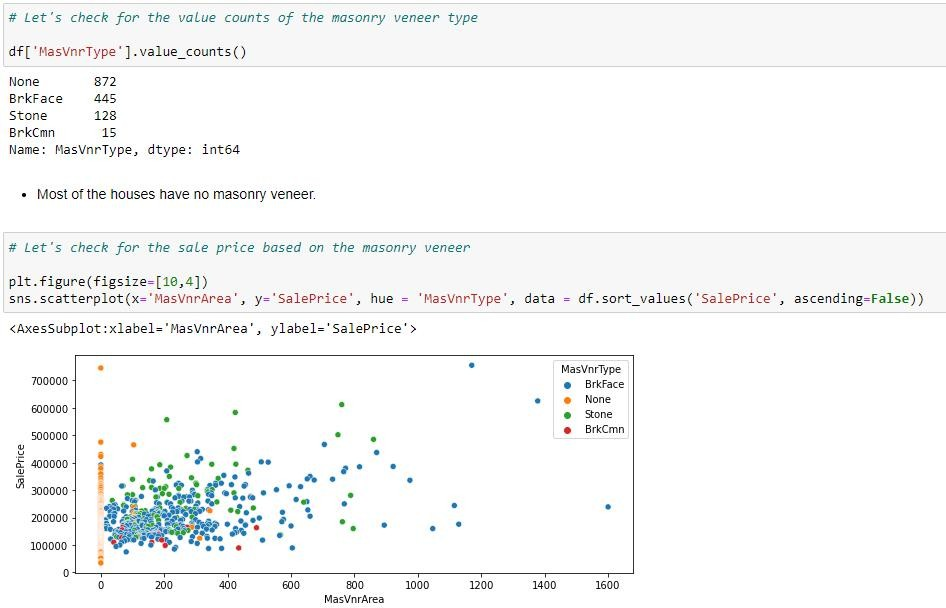 # Let's check for the value counts of the masonry veneer type
df['MasVnrType'].value_counts()
None 872
BrkFace 445
Stone 128
BrkCmn 15
Name: MasVnrType, dtype: int64
• Most of the houses have no masonry veneer.
# Let's check for the sale price based on the masonry veneer
plt.figure(figsize=[10,4])
sns.scatterplot(x='MasVnrArea', y='SalePrice', hue = 'MasVnrType', data = df.sort_values('SalePrice', ascending=False))
<AxesSubplot:xlabel='MasVnrArea', ylabel='SalePrice'>
MasVnrType
BrkFace
None
Stone
BrkCmn
700000
600000
500000
400000
300000
200000
100000
0
SalePrice
0 200 400 600 800 1000 1200 1400 1600
MasVnrArea